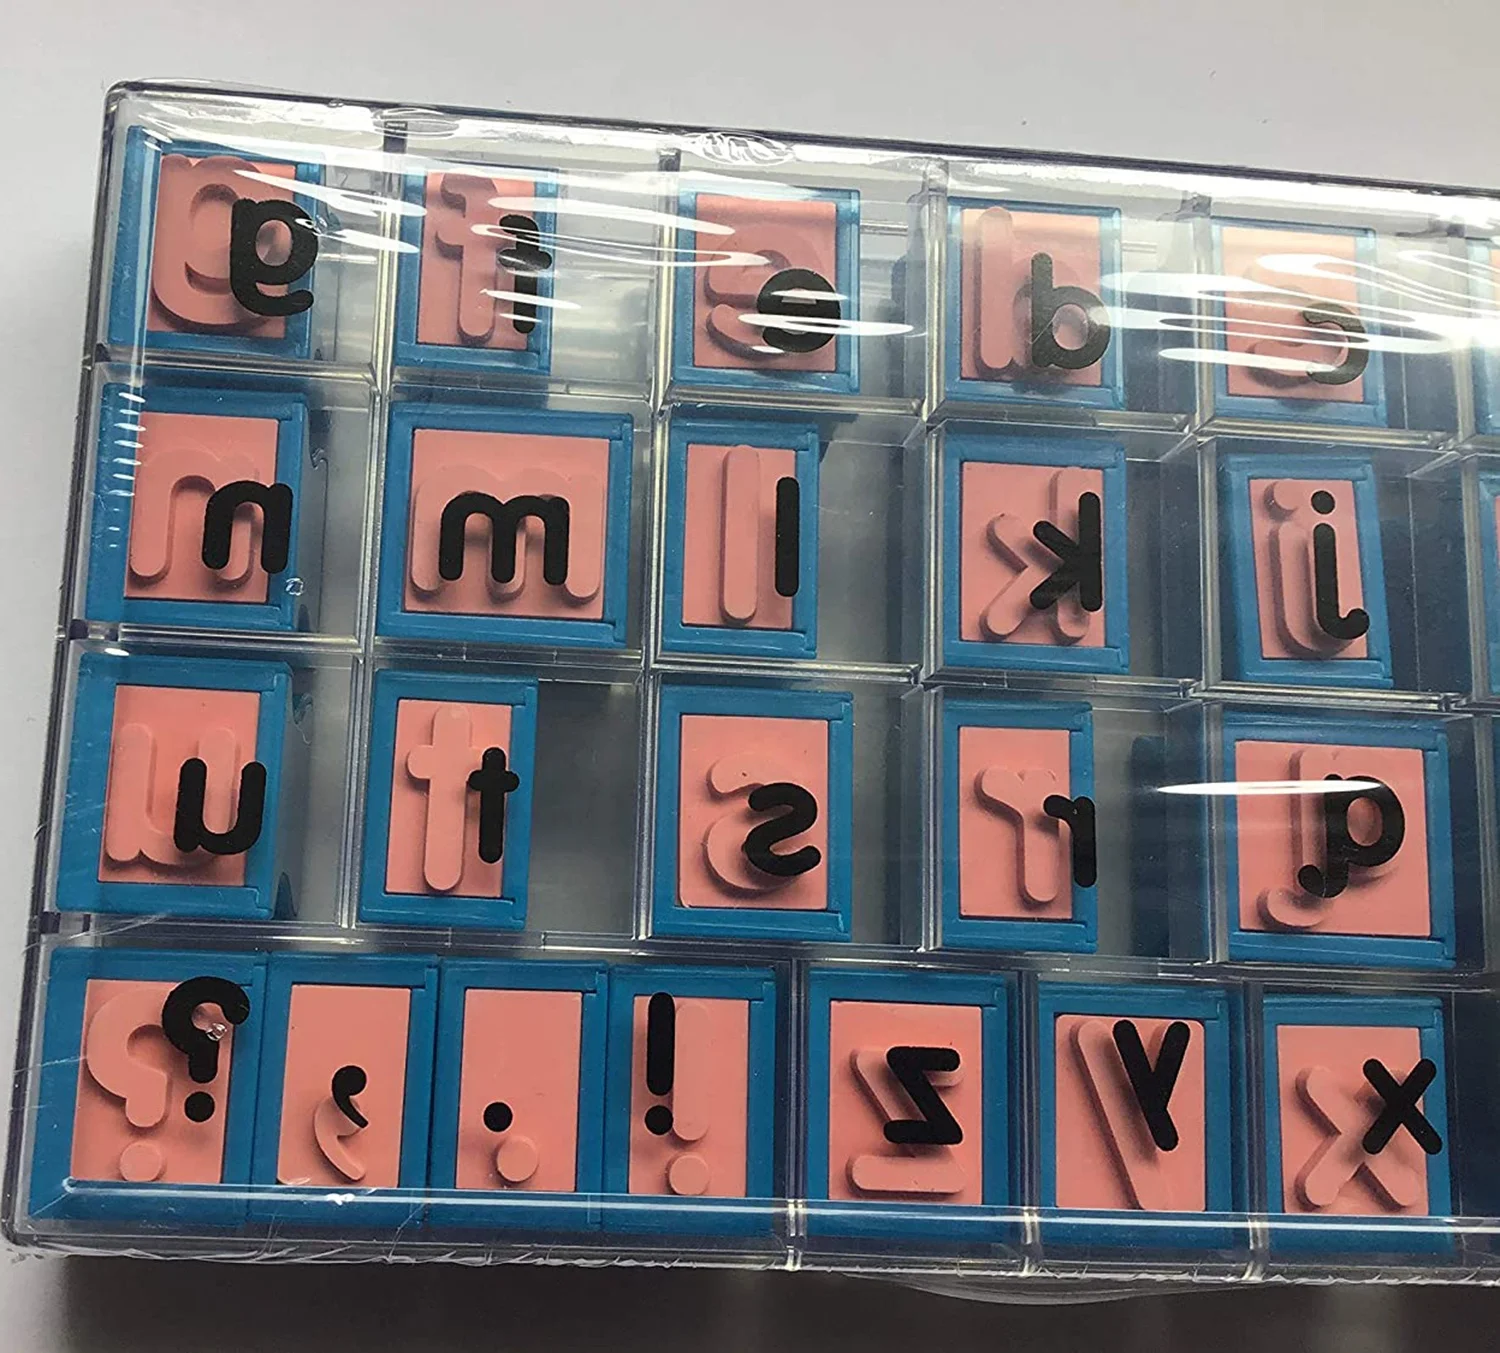 g f e d c
n m l k j
u t s r q
? , . ! z y x